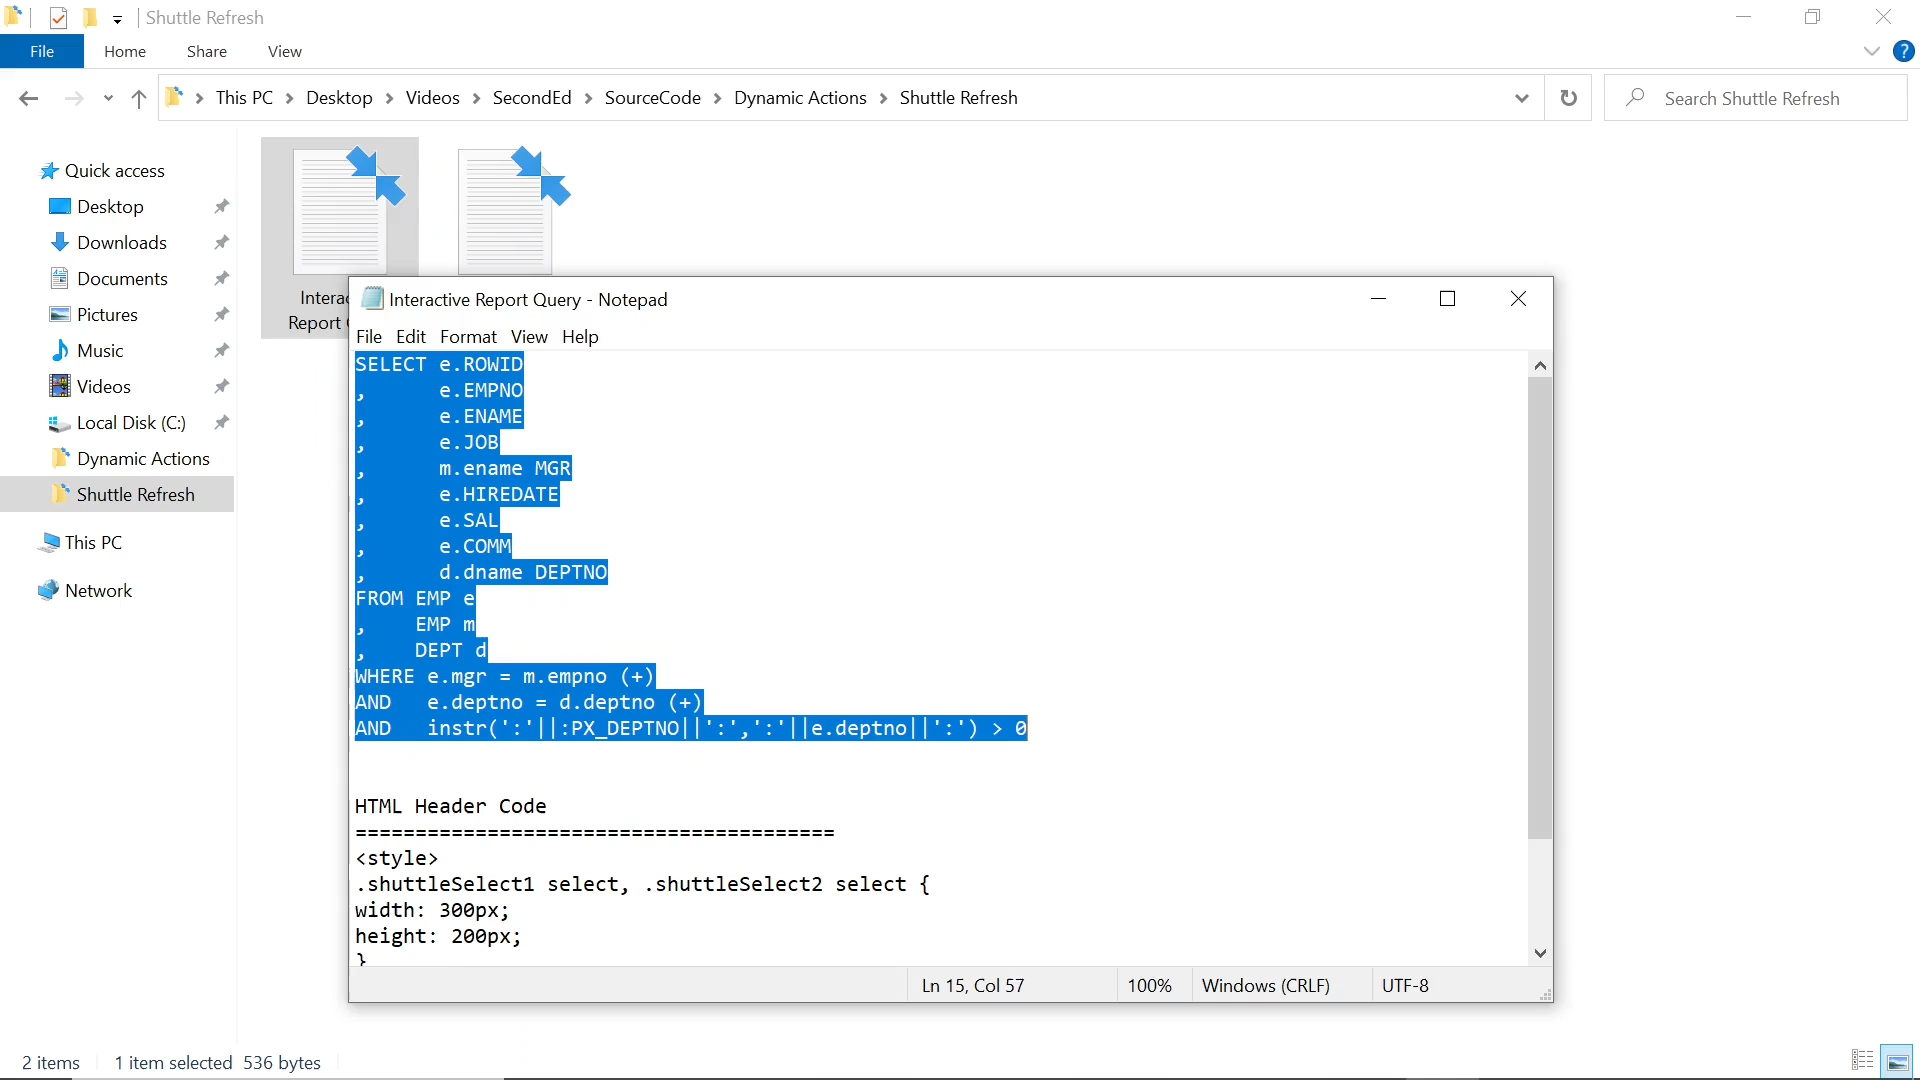 Shuttle Refresh
File Home Share View
This PC Desktop Videos SecondEd SourceCode Dynamic Actions Shuttle Refresh
Search Shuttle Refresh
Quick access
Desktop
Downloads
Documents
Pictures
Music
Videos
Local Disk (C:)
Dynamic Actions
Shuttle Refresh
This PC
Network
Interac
Report
Interactive Report Query - Notepad
File Edit Format View Help
SELECT e.ROWID
,      e.EMPNO
,      e.ENAME
,      e.JOB
,      m.ename MGR
,      e.HIREDATE
,      e.SAL
,      e.COMM
,      d.dname DEPTNO
FROM EMP e
,    EMP m
,    DEPT d
WHERE e.mgr = m.empno (+)
AND   e.deptno = d.deptno (+)
AND   instr(':'||:PX_DEPTNO||':',':'||e.deptno||':') > 0
HTML Header Code
========================================
<style>
.shuttleSelect1 select, .shuttleSelect2 select {
width: 300px;
height: 200px;
}
Ln 15, Col 57 100% Windows (CRLF) UTF-8
2 items 1 item selected 536 bytes